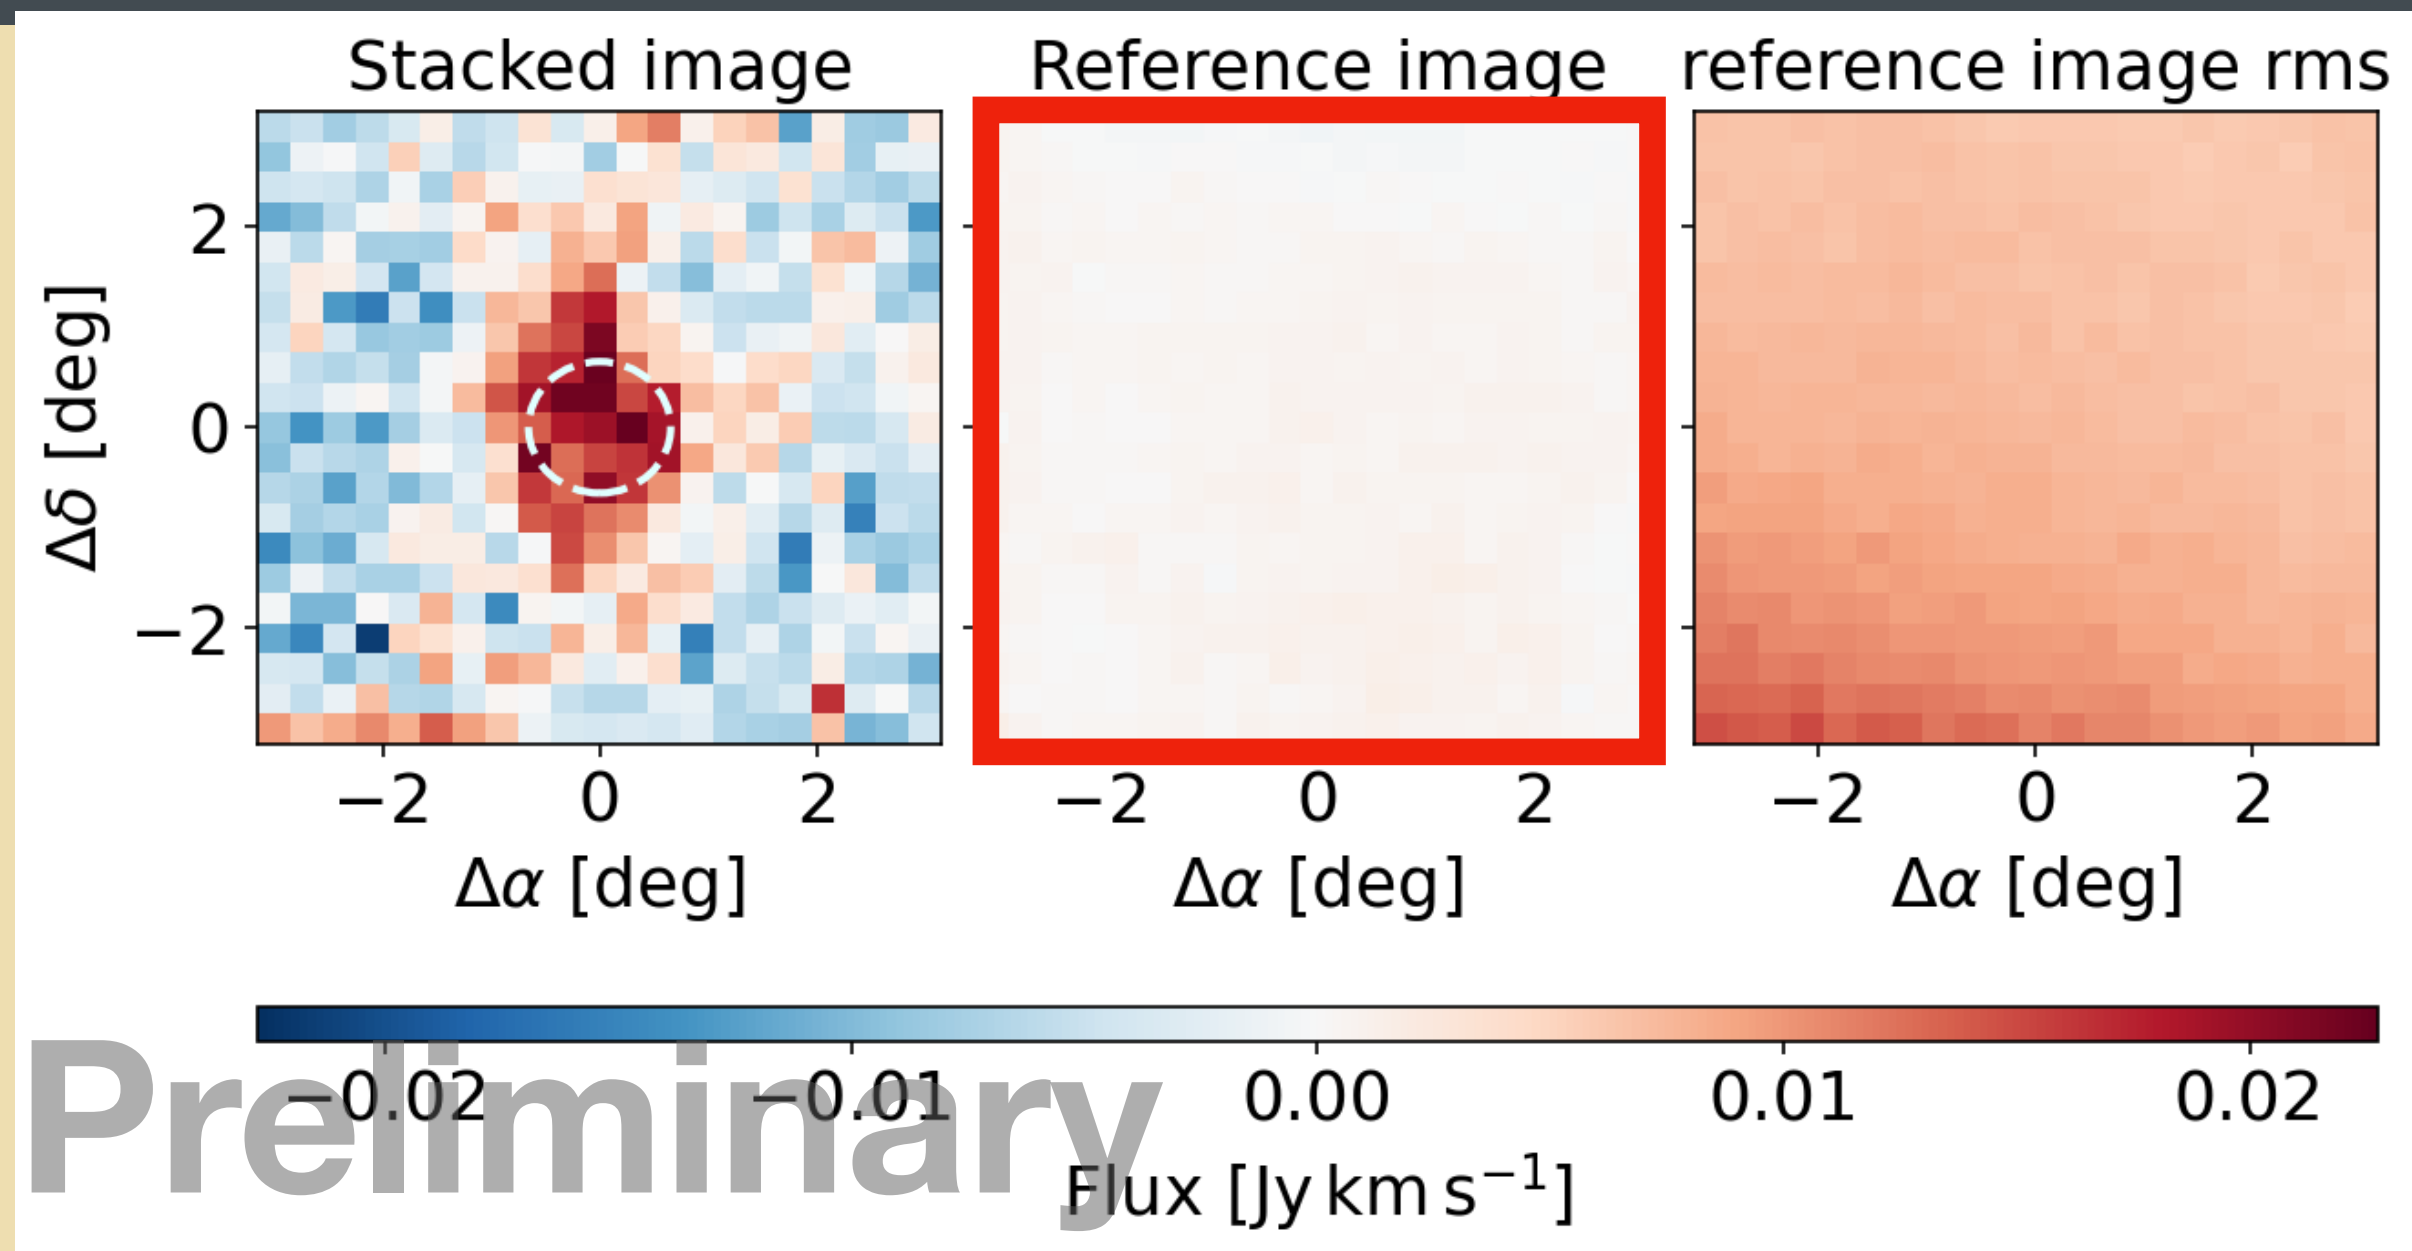 Stacked image
Reference image
reference image rms
Δδ [deg]
2
0
−2
−2 0 2
−2 0 2
−2 0 2
Δα [deg]
Δα [deg]
Δα [deg]
−0.02 −0.01 0.00 0.01 0.02
Flux [Jy km s⁻¹]
Preliminary